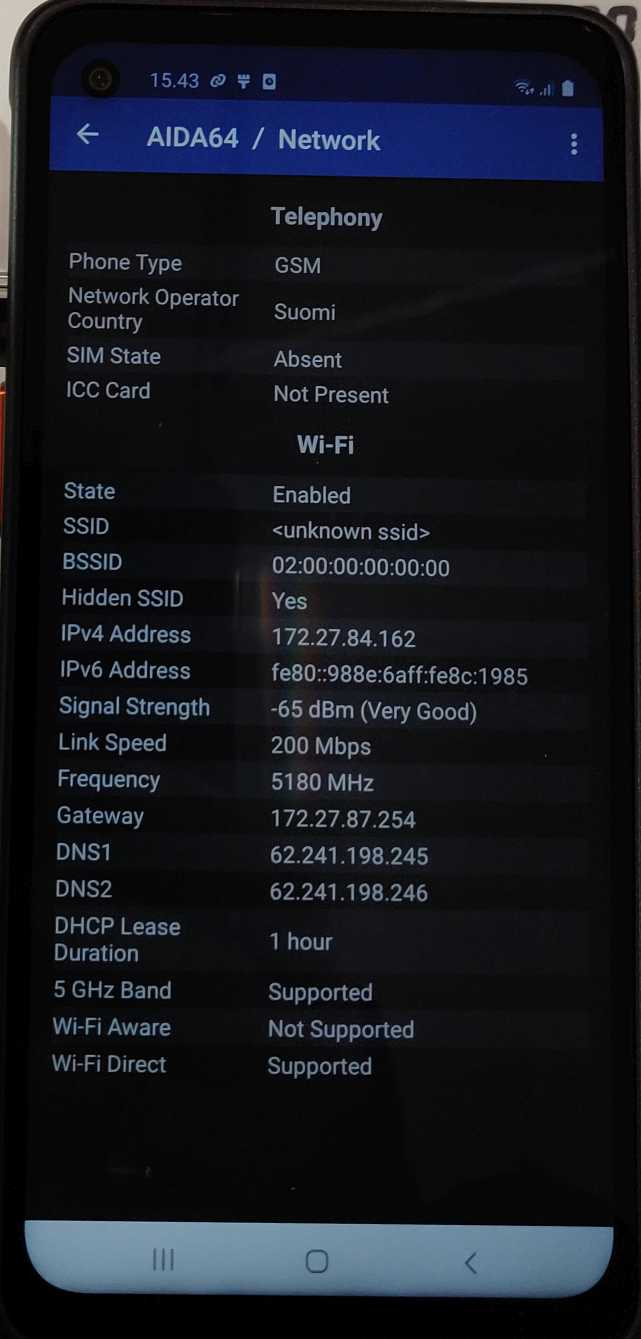 15.43
AIDA64 / Network
Telephony
Phone Type GSM
Network Operator Country Suomi
SIM State Absent
ICC Card Not Present
Wi-Fi
State Enabled
SSID <unknown ssid>
BSSID 02:00:00:00:00:00
Hidden SSID Yes
IPv4 Address 172.27.84.162
IPv6 Address fe80::988e:6aff:fe8c:1985
Signal Strength -65 dBm (Very Good)
Link Speed 200 Mbps
Frequency 5180 MHz
Gateway 172.27.87.254
DNS1 62.241.198.245
DNS2 62.241.198.246
DHCP Lease Duration 1 hour
5 GHz Band Supported
Wi-Fi Aware Not Supported
Wi-Fi Direct Supported